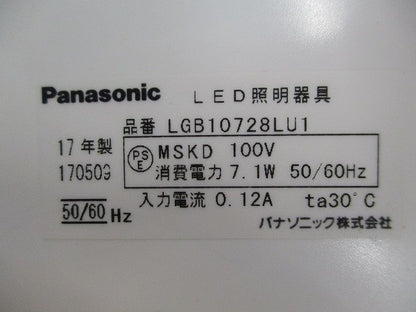 Panasonic LED照明器具
品番 LGB10728LU1
17年製 PSE MSKD 100V
170509 消費電力 7.1W 50/60Hz
50/60 Hz 入力電流 0.12A ta30°C
パナソニック株式会社